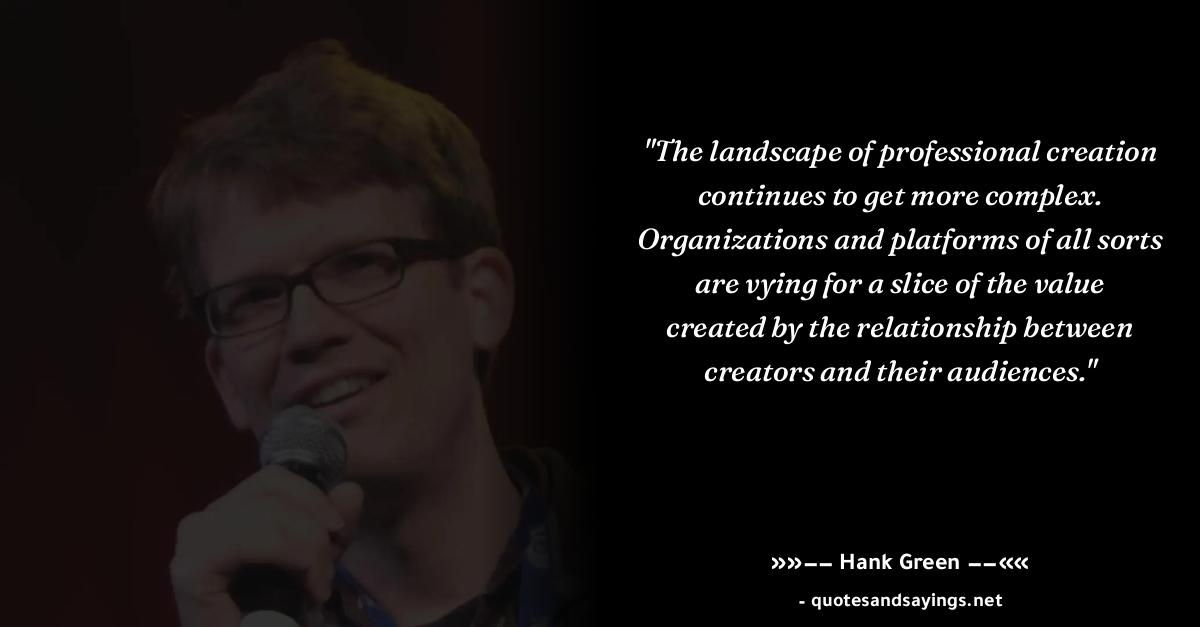 "The landscape of professional creation
continues to get more complex.
Organizations and platforms of all sorts
are vying for a slice of the value
created by the relationship between
creators and their audiences."
»»−− Hank Green −−««
- quotesandsayings.net